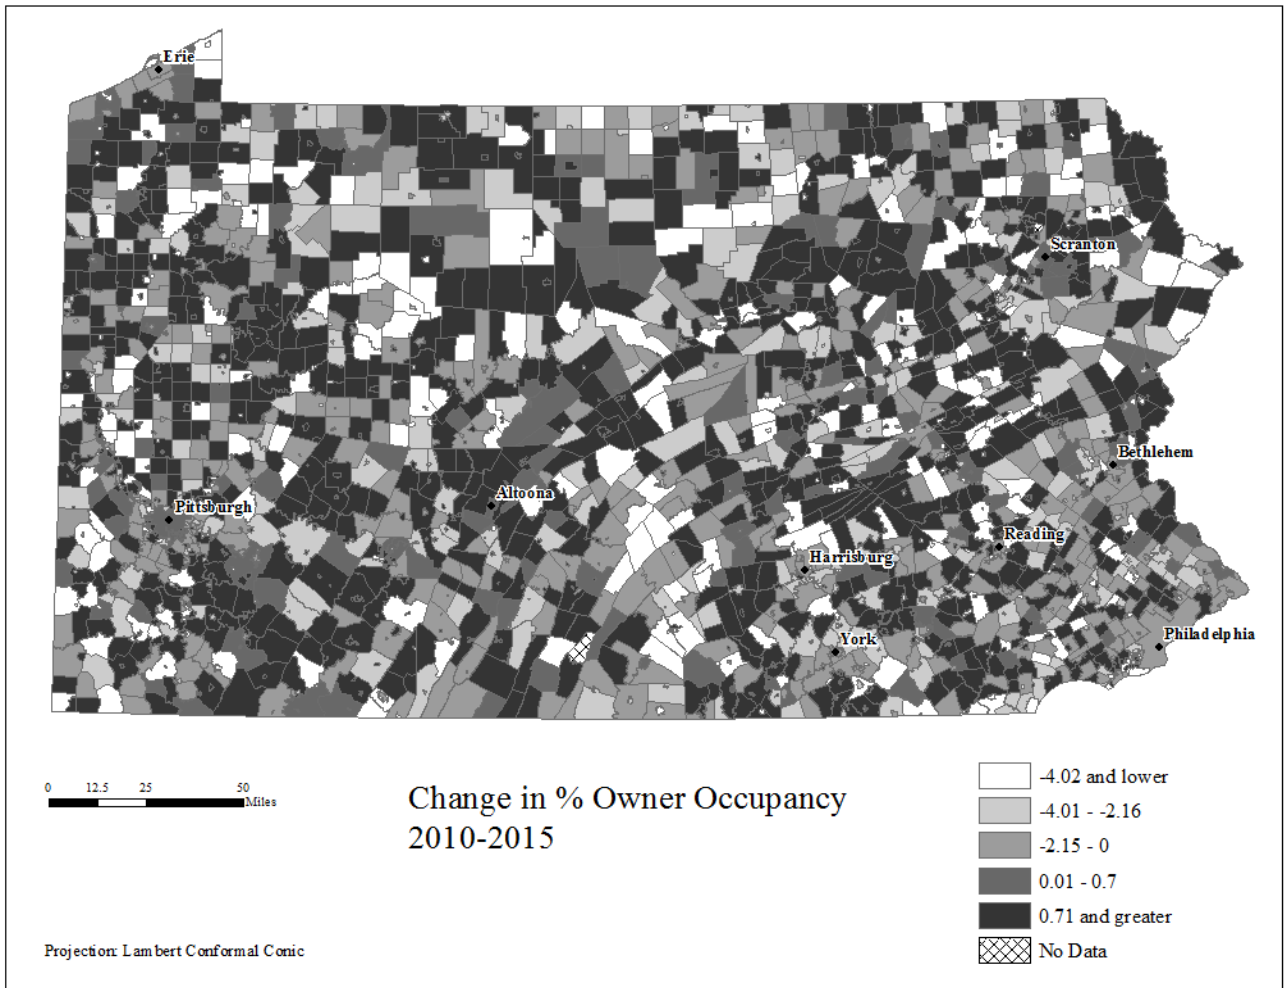 Erie
Scranton
Bethlehem
Altoona
Pittsburgh
Reading
Harrisburg
York
Philadelphia
0 12.5 25 50
Miles
Change in % Owner Occupancy
2010-2015
-4.02 and lower
-4.01 - -2.16
-2.15 - 0
0.01 - 0.7
0.71 and greater
No Data
Projection: Lambert Conformal Conic